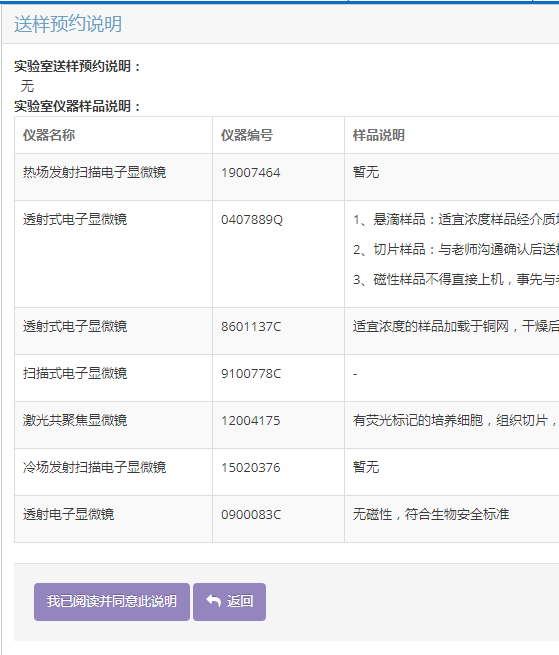 送样预约说明
实验室送样预约说明：
无
实验室仪器样品说明：
仪器名称 仪器编号 样品说明
热场发射扫描电子显微镜 19007464 暂无
透射式电子显微镜 0407889Q 1、悬滴样品：适宜浓度样品经介质
2、切片样品：与老师沟通确认后送
3、磁性样品不得直接上机，事先与
透射式电子显微镜 8601137C 适宜浓度的样品加载于铜网，干燥后
扫描式电子显微镜 9100778C -
激光共聚焦显微镜 12004175 有荧光标记的培养细胞，组织切片，
冷场发射扫描电子显微镜 15020376 暂无
透射电子显微镜 0900083C 无磁性，符合生物安全标准
我已阅读并同意此说明 返回